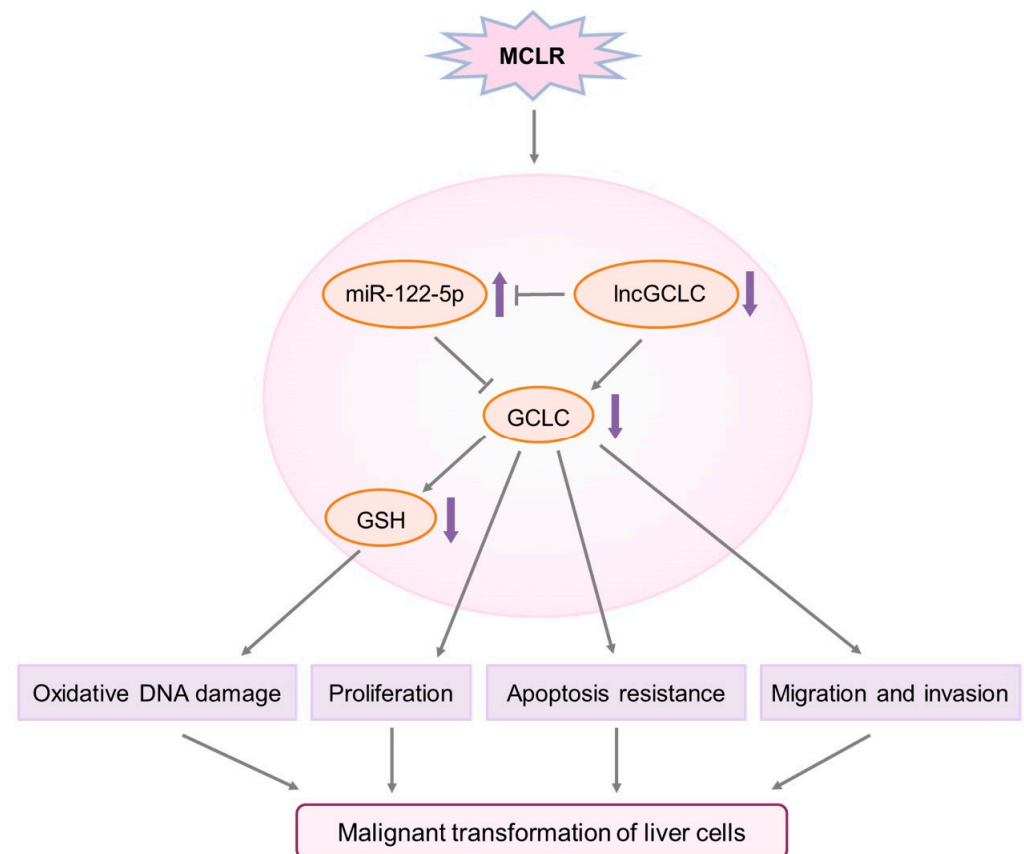 MCLR
miR-122-5p
lncGCLC
GCLC
GSH
Oxidative DNA damage
Proliferation
Apoptosis resistance
Migration and invasion
Malignant transformation of liver cells